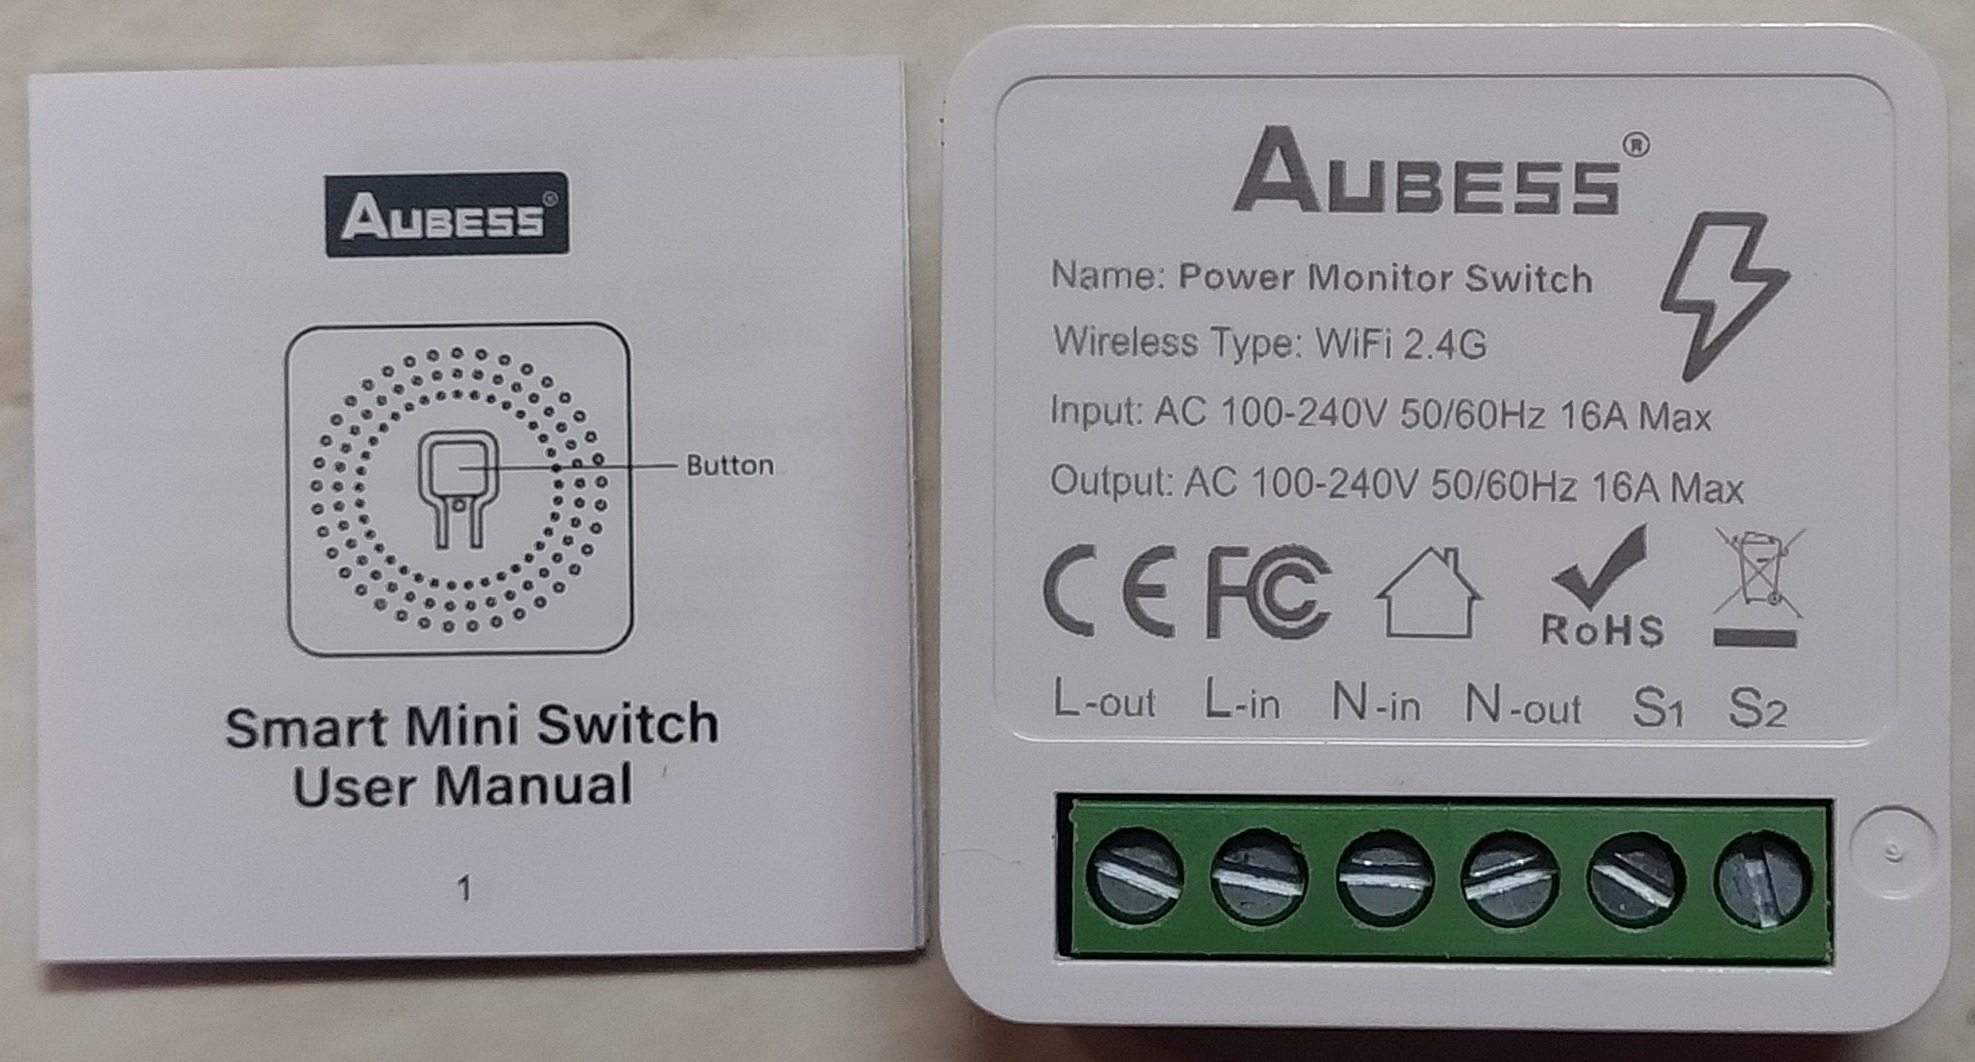 AUBESS®
Button
Smart Mini Switch
User Manual
1
AUBESS®
Name: Power Monitor Switch
Wireless Type: WiFi 2.4G
Input: AC 100-240V 50/60Hz 16A Max
Output: AC 100-240V 50/60Hz 16A Max
CE FC RoHS
L-out L-in N-in N-out S1 S2